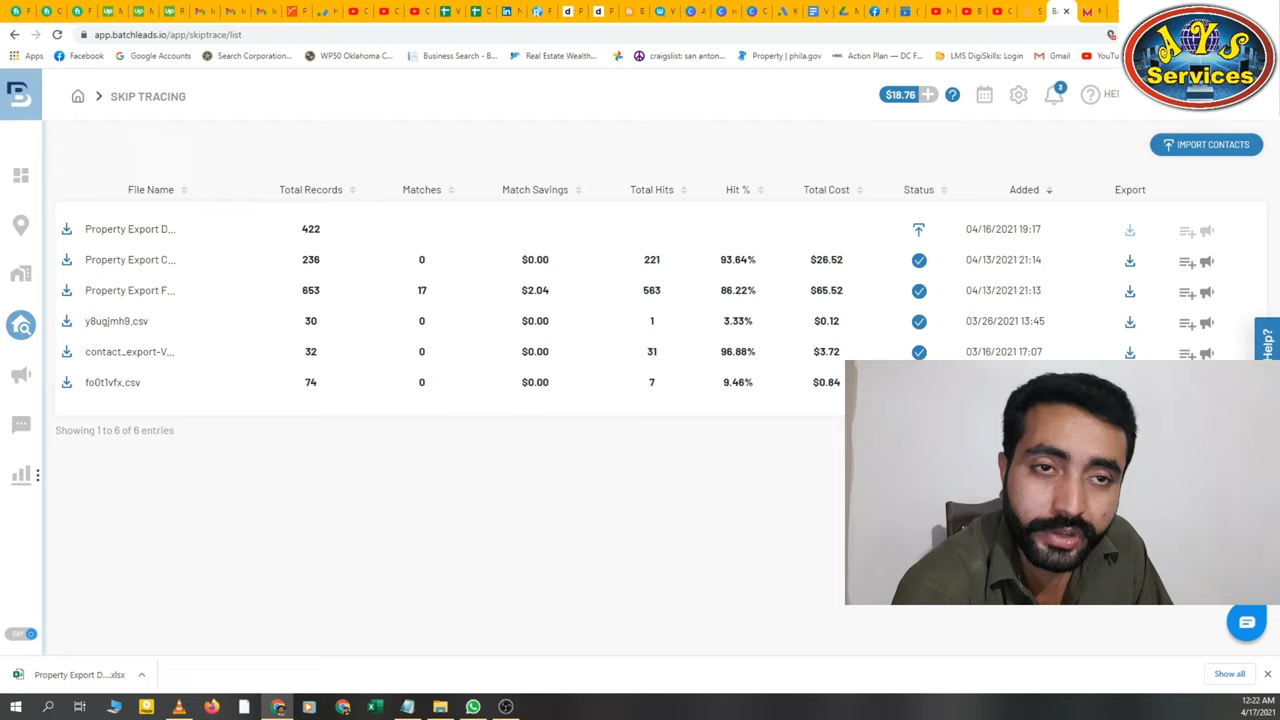 app.batchleads.io/app/skiptrace/list
Apps Facebook Google Accounts Search Corporation... WP50 Oklahoma C... Business Search -... Real Estate Wealth... craigslist: san anton... Property | phila.gov Action Plan — DC F... LMS DigiSkills: Login Gmail YouTu
AYS
Services
SKIP TRACING
$18.76
3
HEL
IMPORT CONTACTS
File Name Total Records Matches Match Savings Total Hits Hit % Total Cost Status Added Export
Property Export D... 422 04/16/2021 19:17
Property Export C... 236 0 $0.00 221 93.64% $26.52 04/13/2021 21:14
Property Export F... 653 17 $2.04 563 86.22% $65.52 04/13/2021 21:13
y8ugjmh9.csv 30 0 $0.00 1 3.33% $0.12 03/26/2021 13:45
contact_export-V... 32 0 $0.00 31 96.88% $3.72 03/16/2021 17:07
fo0t1vfx.csv 74 0 $0.00 7 9.46% $0.84
Showing 1 to 6 of 6 entries
Help?
DAY
Property Export D....xlsx
Show all
12:22 AM
4/17/2021